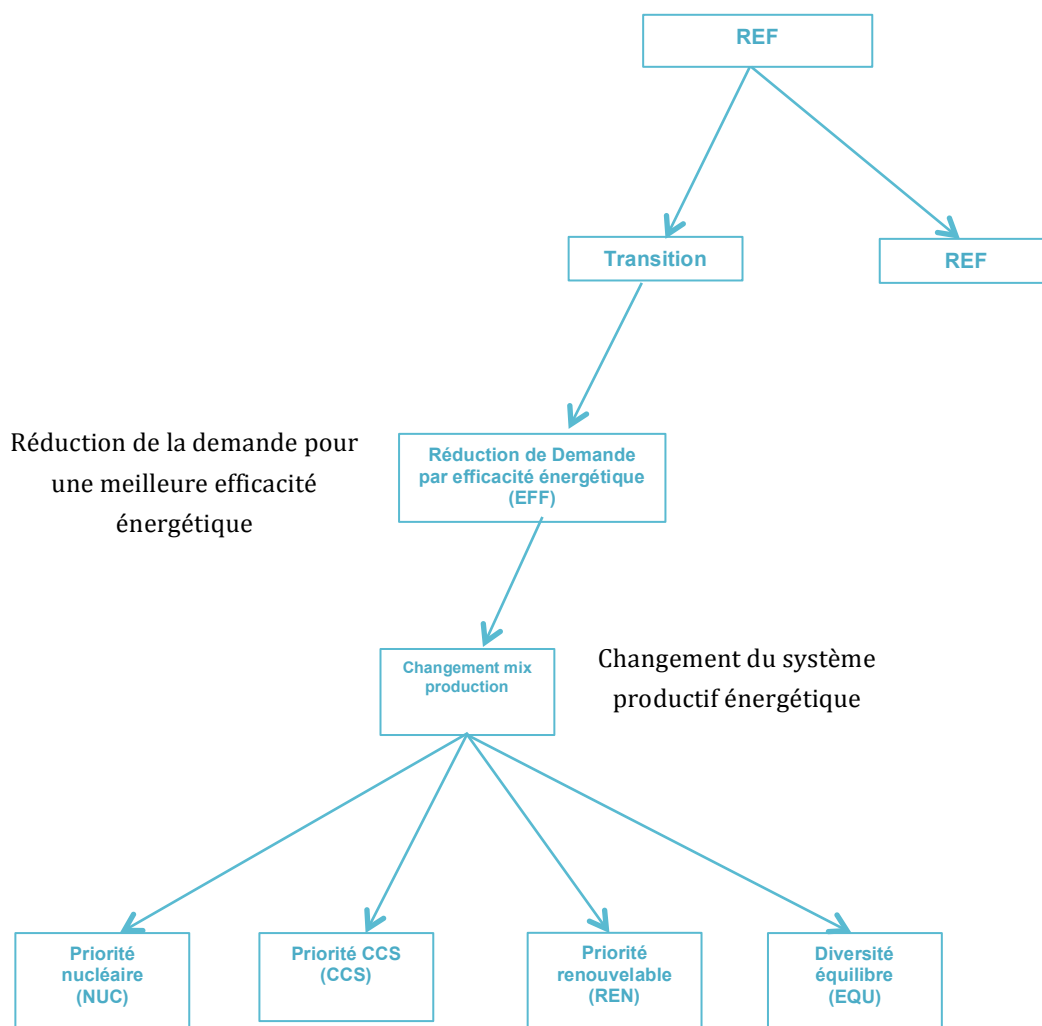 REF
Transition
REF
Réduction de la demande pour
une meilleure efficacité
énergétique
Réduction de Demande
par efficacité énergétique
(EFF)
Changement mix
production
Changement du système
productif énergétique
Priorité
nucléaire
(NUC)
Priorité CCS
(CCS)
Priorité
renouvelable
(REN)
Diversité
équilibre
(EQU)